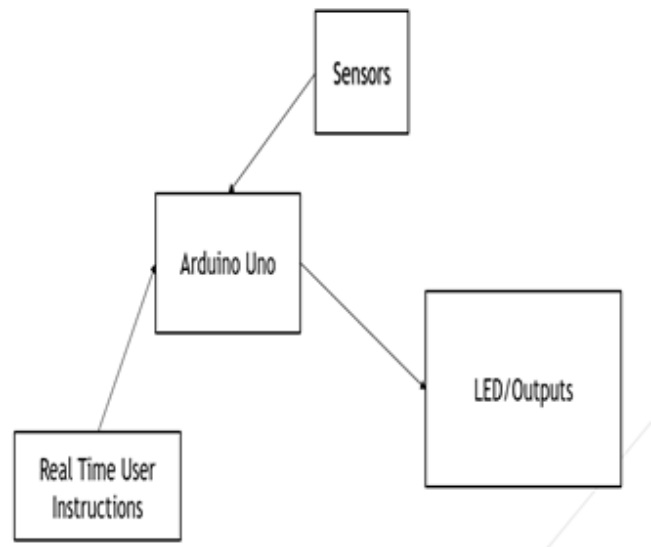 Sensors
Arduino Uno
LED/Outputs
Real Time User
Instructions